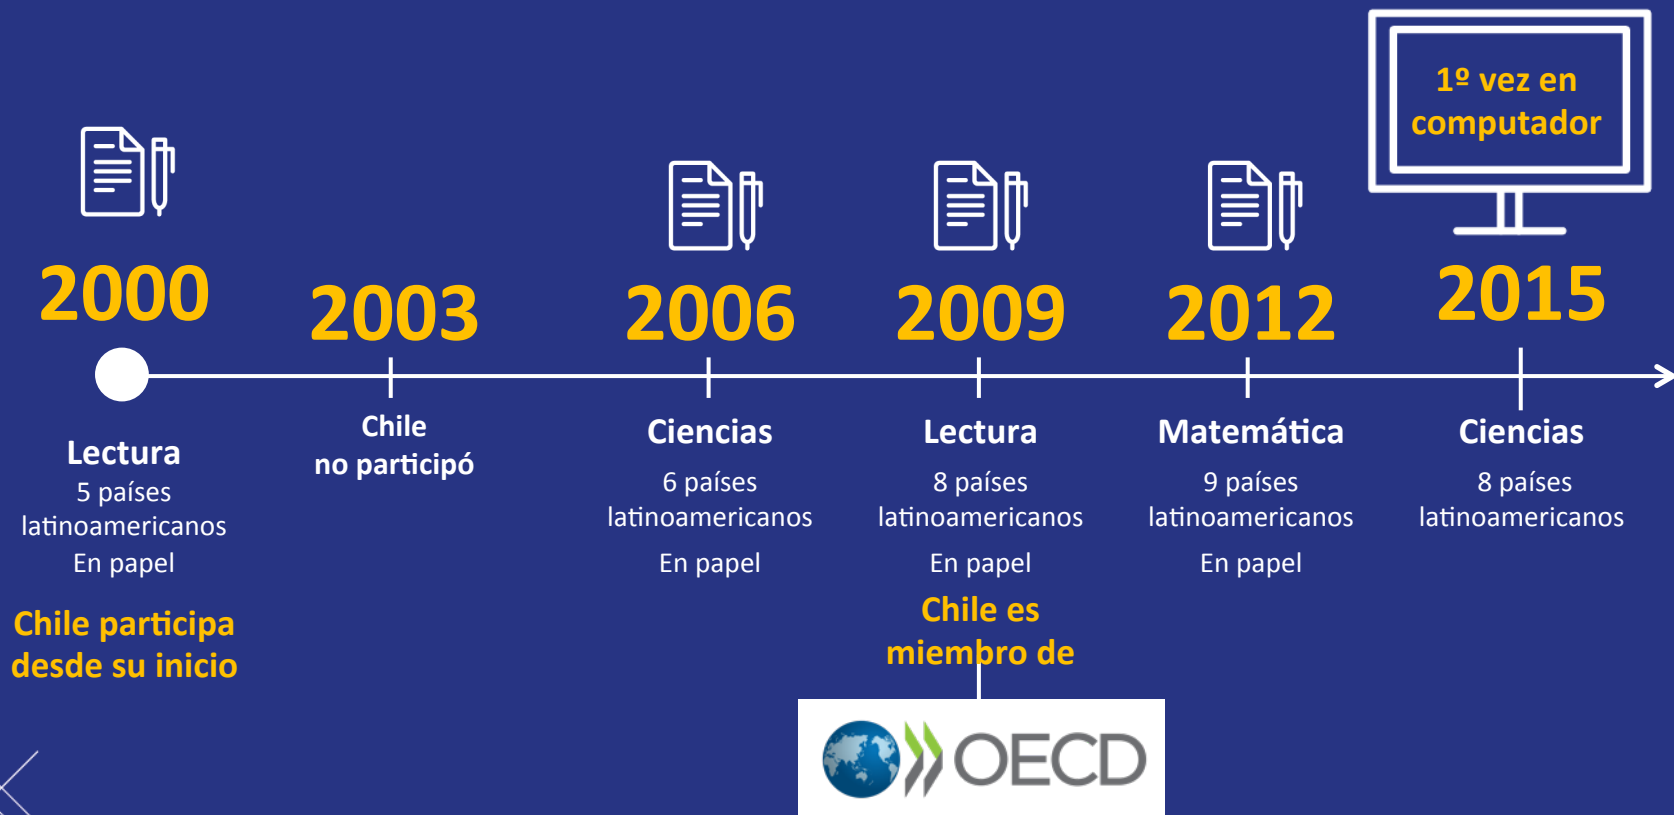 1º vez en
computador
2000
2003
2006
2009
2012
2015
Lectura
5 países
latinoamericanos
En papel
Chile participa
desde su inicio
Chile
no participó
Ciencias
6 países
latinoamericanos
En papel
Lectura
8 países
latinoamericanos
En papel
Chile es
miembro de
OECD
Matemática
9 países
latinoamericanos
En papel
Ciencias
8 países
latinoamericanos